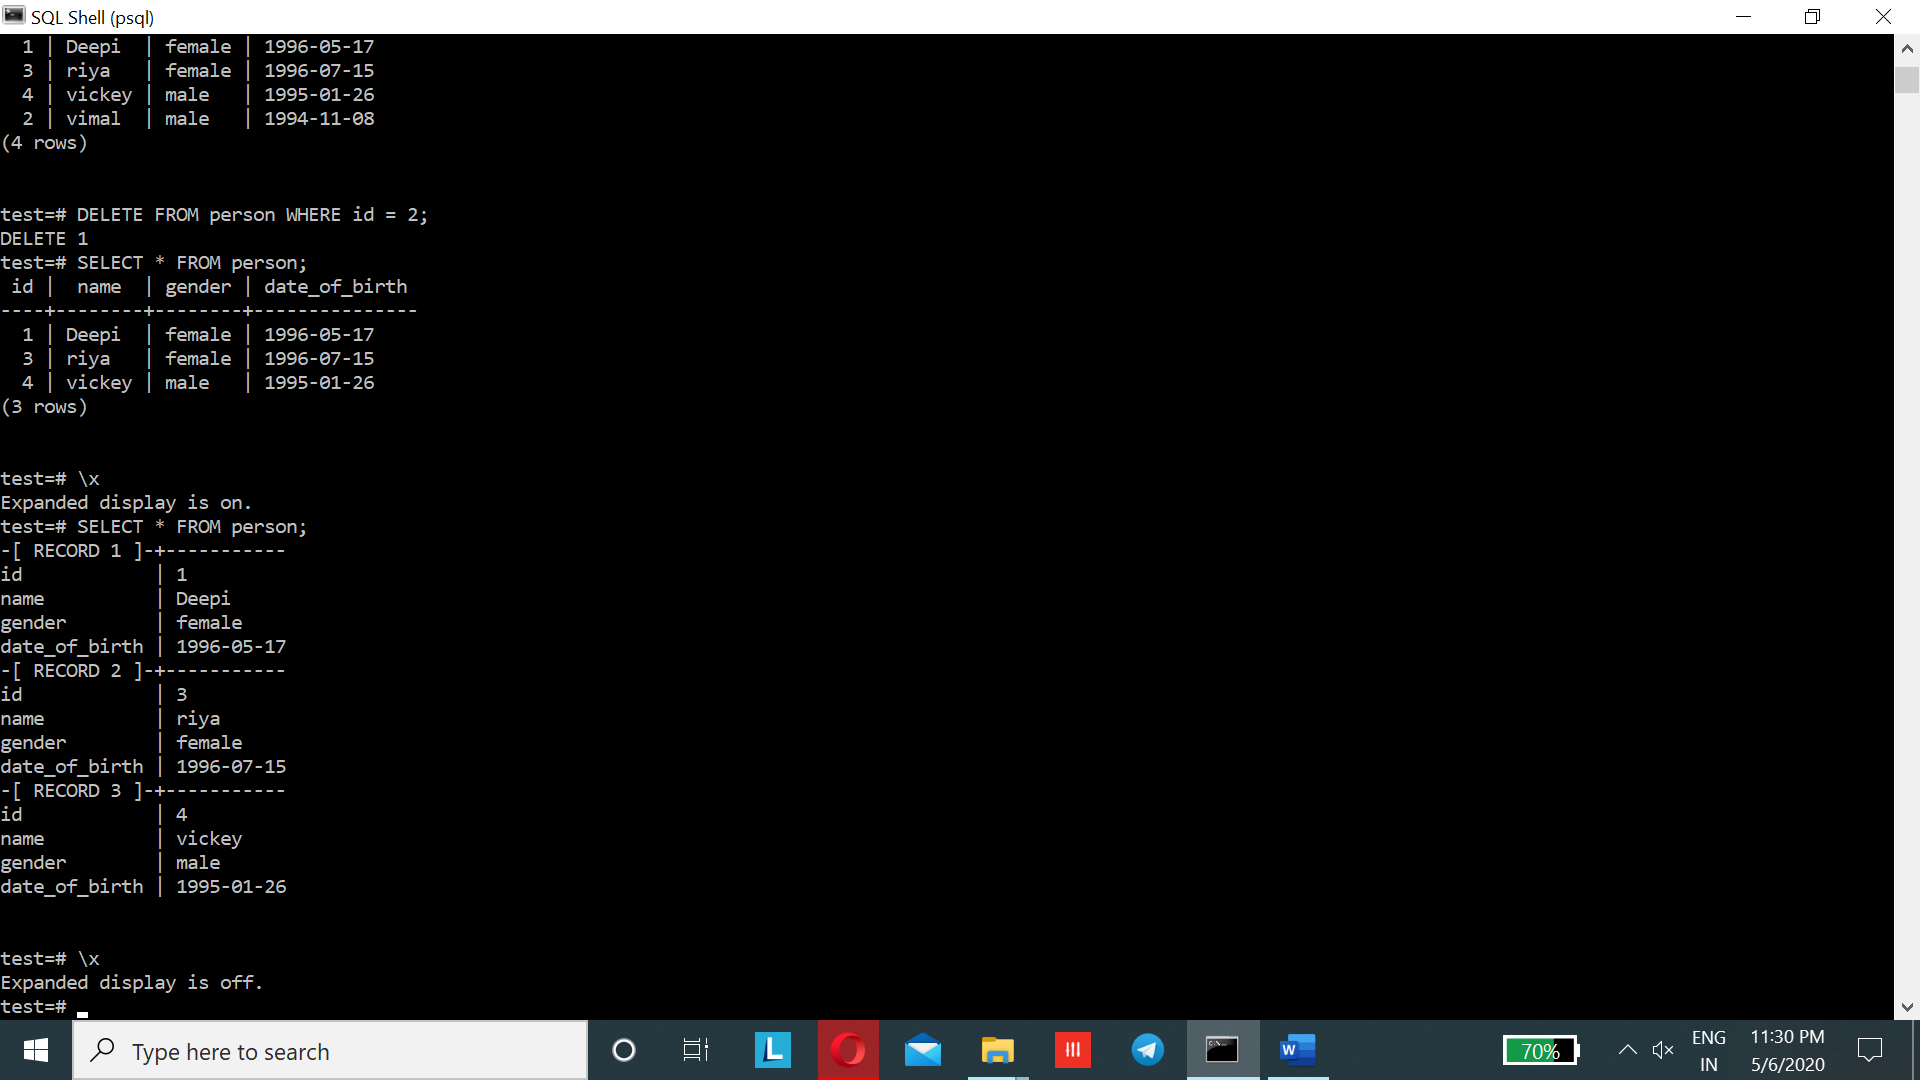 SQL Shell (psql)
  1 | Deepi  | female | 1996-05-17
  3 | riya   | female | 1996-07-15
  4 | vickey | male   | 1995-01-26
  2 | vimal  | male   | 1994-11-08
(4 rows)
test=# DELETE FROM person WHERE id = 2;
DELETE 1
test=# SELECT * FROM person;
 id |  name  | gender | date_of_birth
----+--------+--------+---------------
  1 | Deepi  | female | 1996-05-17
  3 | riya   | female | 1996-07-15
  4 | vickey | male   | 1995-01-26
(3 rows)
test=# \x
Expanded display is on.
test=# SELECT * FROM person;
-[ RECORD 1 ]-+-----------
id            | 1
name          | Deepi
gender        | female
date_of_birth | 1996-05-17
-[ RECORD 2 ]-+-----------
id            | 3
name          | riya
gender        | female
date_of_birth | 1996-07-15
-[ RECORD 3 ]-+-----------
id            | 4
name          | vickey
gender        | male
date_of_birth | 1995-01-26
test=# \x
Expanded display is off.
test=#
Type here to search
L
C:\_
W
70%
ENG
IN
11:30 PM
5/6/2020